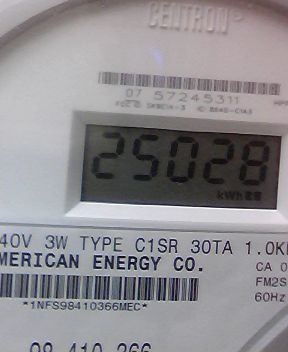 CENTRON
07 57245311
25028
kWh
40V 3W TYPE C1SR 30TA 1.0K
MERICAN ENERGY CO.
CA 0
FM2S
*1NFS98410366MEC*
60Hz
98 410 366